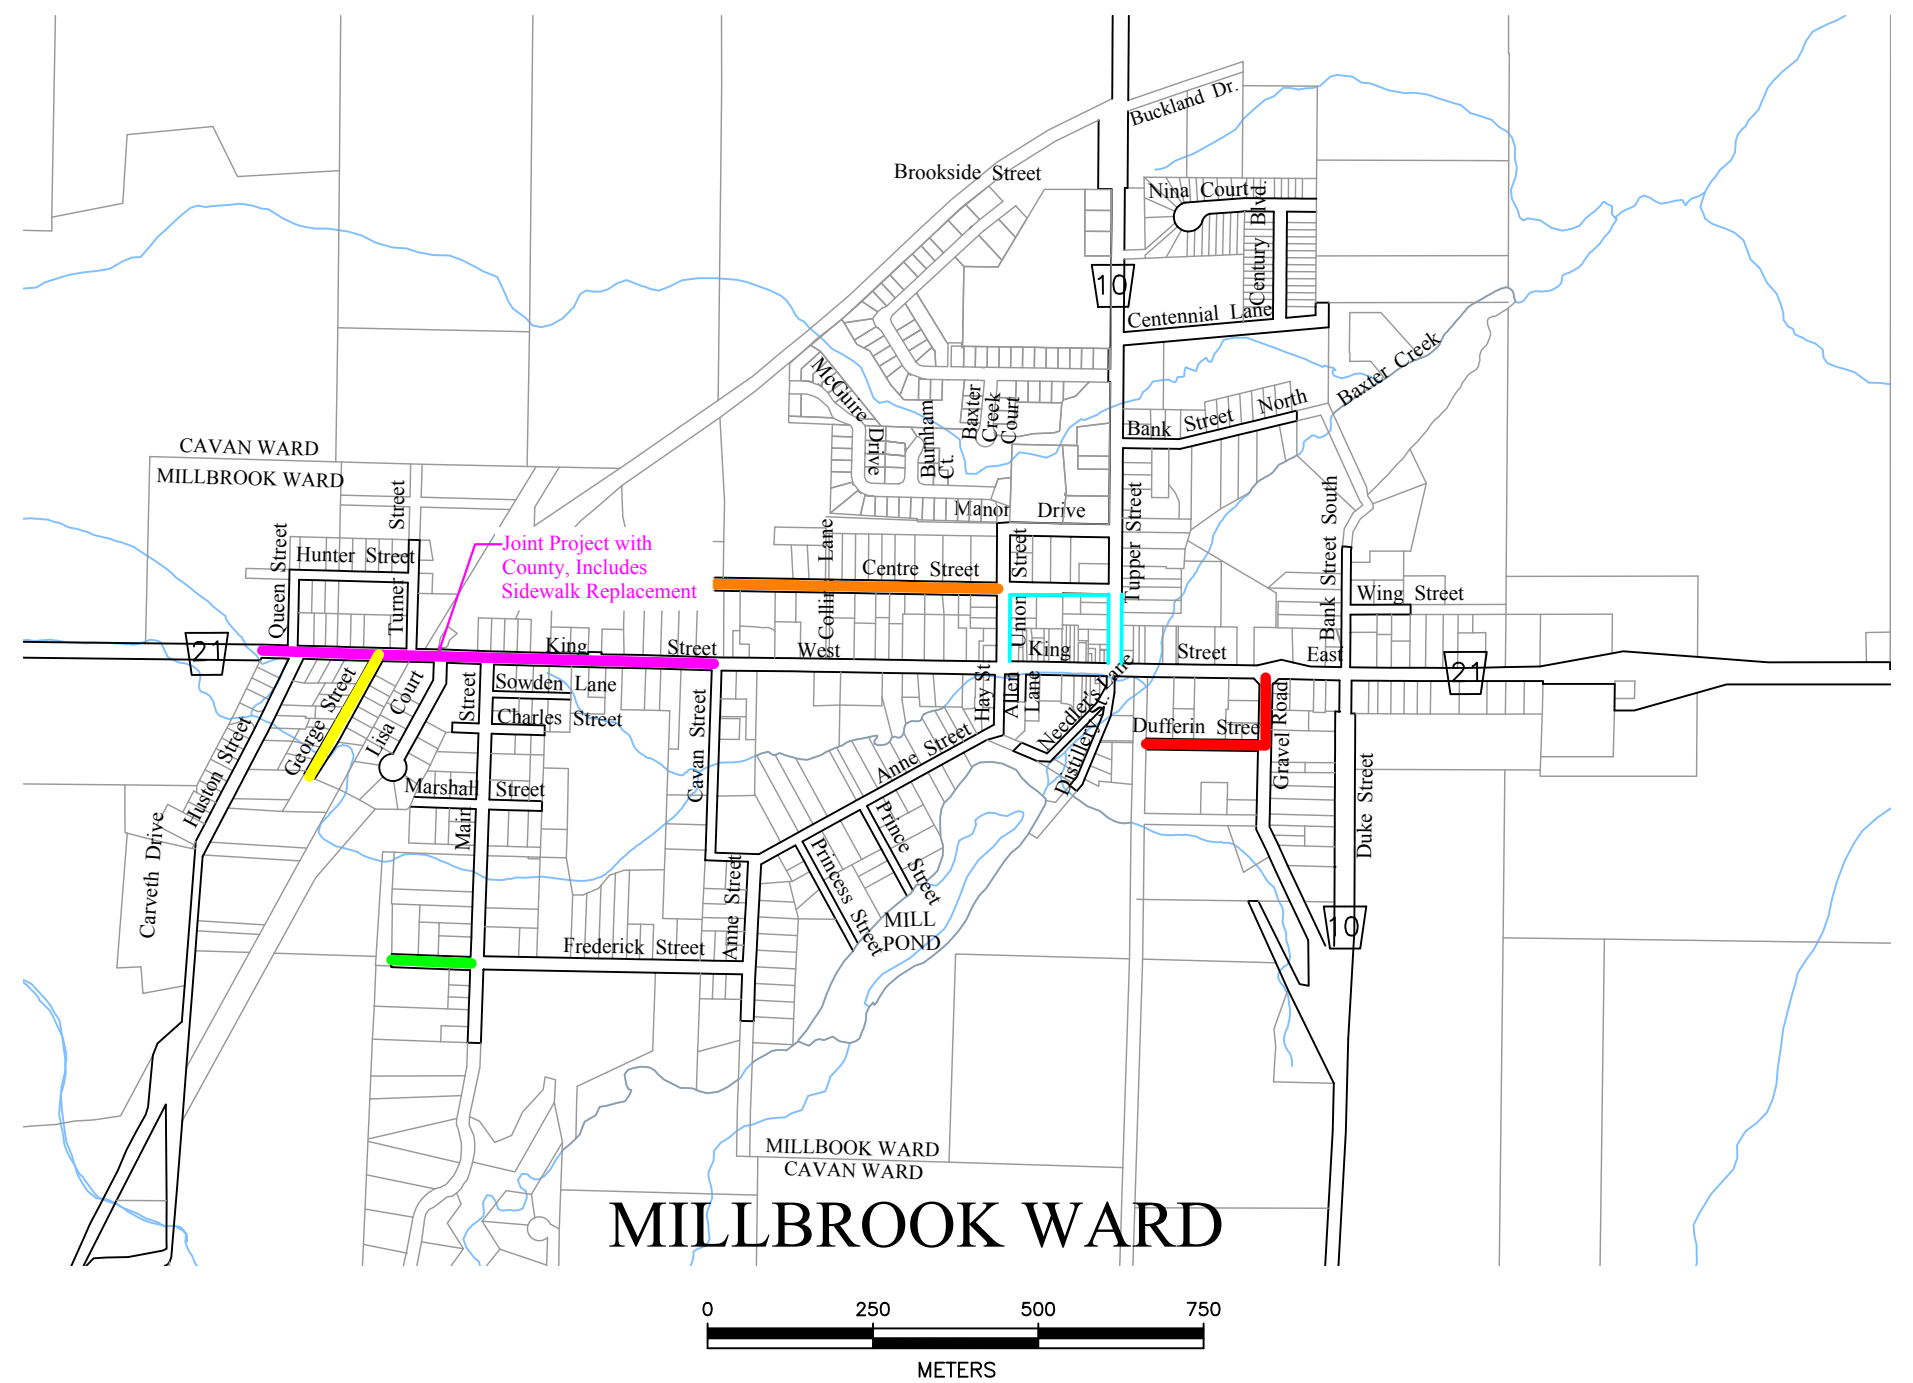 Buckland Dr.
Brookside Street
Nina Court
Century Blvd.
10
Centennial Lane
Baxter Creek
McGuire
Drive
Burnham
Ct.
Baxter
Creek
Court
Bank Street North
CAVAN WARD
MILLBROOK WARD
Manor Drive
Tupper Street
Bank Street South
Queen Street
Hunter Street
Turner Street
Joint Project with
County, Includes
Sidewalk Replacement
Collin Lane
Centre Street
Union Street
Wing Street
21
King Street West
King Street East
21
George Street
Lisa Court
Huston Street
Sowden Lane
Charles Street
Main Street
Marshall Street
Cavan Street
Hay St.
Allen
Lane
Needler's Lane
Distillery St.
Anne Street
Dufferin Stree
Gravel Road
Duke Street
Carveth Drive
Prince Street
Princess Street
Anne Street
MILL
POND
Frederick Street
10
MILLBOOK WARD
CAVAN WARD
MILLBROOK WARD
0 250 500 750
METERS